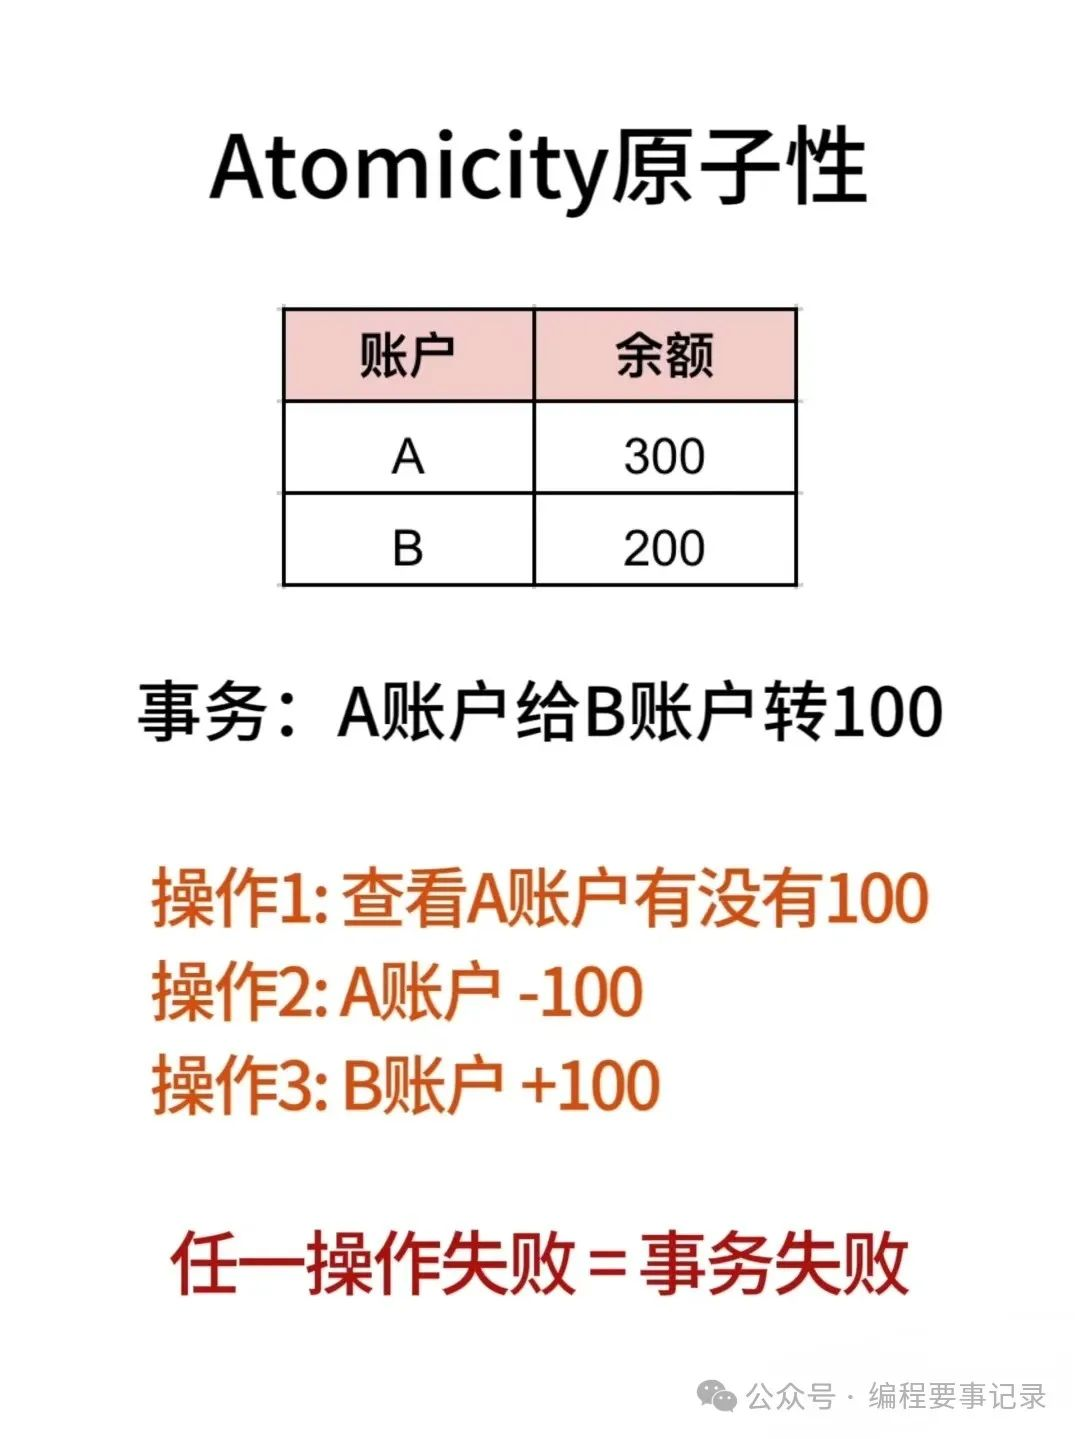 Atomicity原子性
账户 余额
A 300
B 200
事务：A账户给B账户转100
操作1: 查看A账户有没有100
操作2: A账户 -100
操作3: B账户 +100
任一操作失败 = 事务失败
公众号 · 编程要事记录